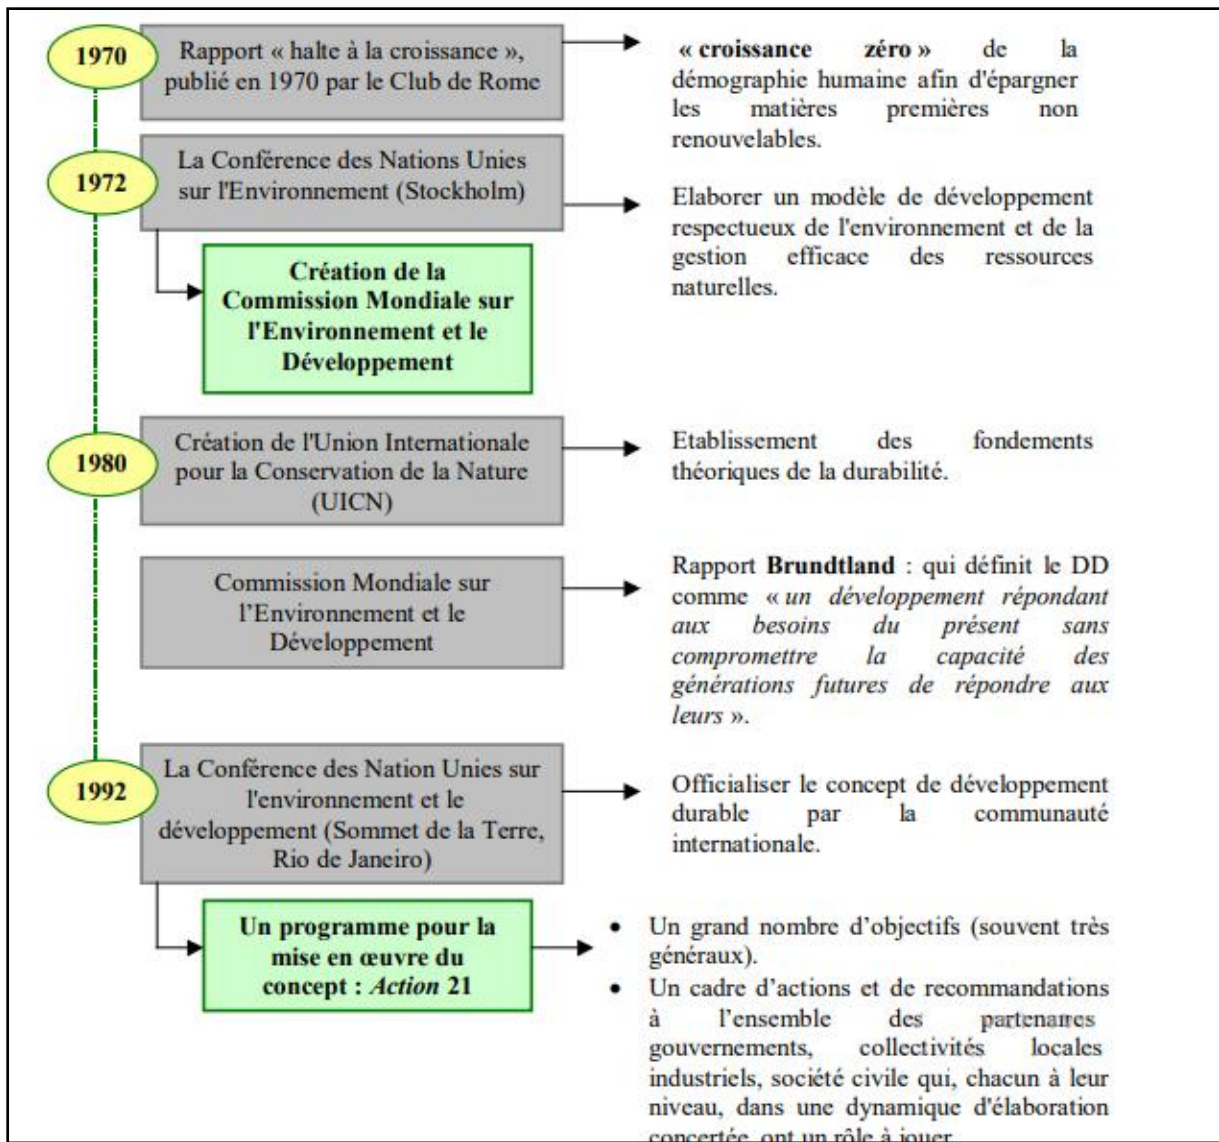 1970
Rapport « halte à la croissance »,
publié en 1970 par le Club de Rome
« croissance zéro » de la
démographie humaine afin d'épargner
les matières premières non
renouvelables.
1972
La Conférence des Nations Unies
sur l'Environnement (Stockholm)
Elaborer un modèle de développement
respectueux de l'environnement et de la
gestion efficace des ressources
naturelles.
Création de la
Commission Mondiale sur
l'Environnement et le
Développement
1980
Création de l'Union Internationale
pour la Conservation de la Nature
(UICN)
Etablissement des fondements
théoriques de la durabilité.
Commission Mondiale sur
l’Environnement et le
Développement
Rapport Brundtland : qui définit le DD
comme « un développement répondant
aux besoins du présent sans
compromettre la capacité des
générations futures de répondre aux
leurs ».
1992
La Conférence des Nation Unies sur
l'environnement et le
développement (Sommet de la Terre,
Rio de Janeiro)
Officialiser le concept de développement
durable par la communauté
internationale.
Un programme pour la
mise en œuvre du
concept : Action 21
• Un grand nombre d’objectifs (souvent très
généraux).
• Un cadre d’actions et de recommandations
à l’ensemble des partenaires
gouvernements, collectivités locales
industriels, société civile qui, chacun à leur
niveau, dans une dynamique d'élaboration
concertée, ont un rôle à jouer